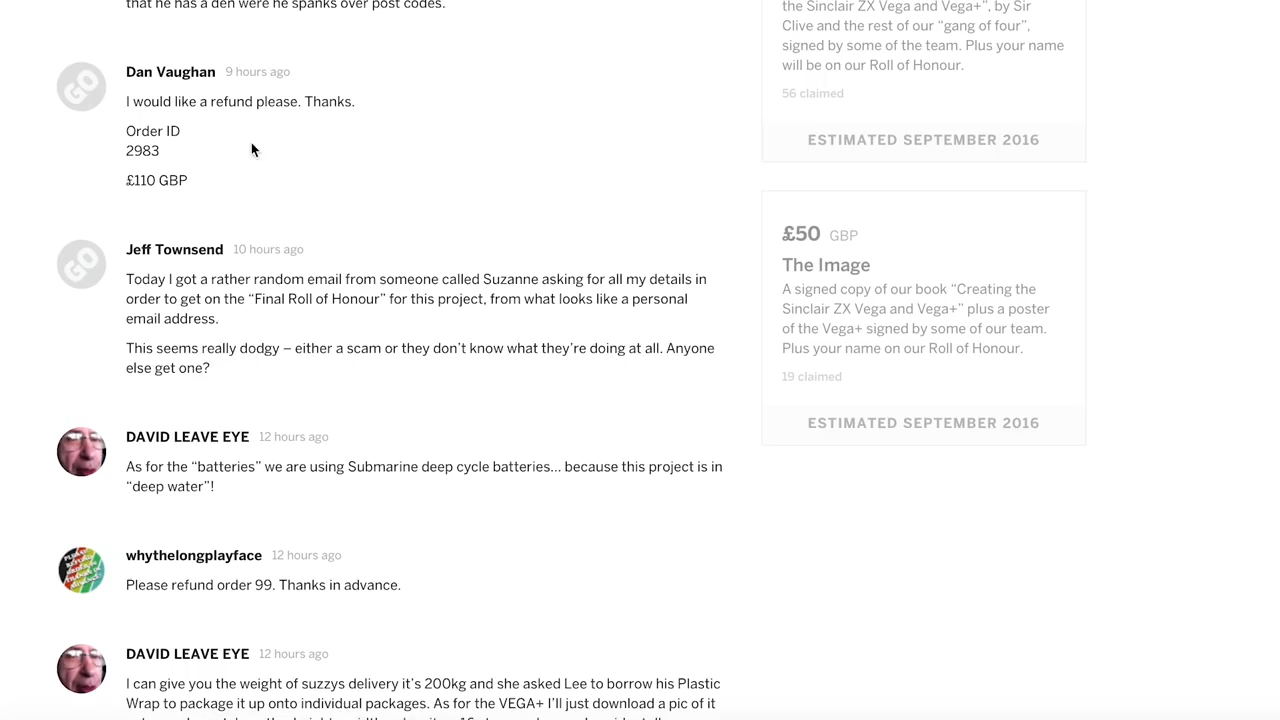 that he has a den were he spanks over post codes.
Dan Vaughan 9 hours ago
I would like a refund please. Thanks.
Order ID
2983
£110 GBP
Jeff Townsend 10 hours ago
Today I got a rather random email from someone called Suzanne asking for all my details in
order to get on the “Final Roll of Honour” for this project, from what looks like a personal
email address.
This seems really dodgy – either a scam or they don’t know what they’re doing at all. Anyone
else get one?
DAVID LEAVE EYE 12 hours ago
As for the “batteries” we are using Submarine deep cycle batteries... because this project is in
“deep water”!
whythelongplayface 12 hours ago
Please refund order 99. Thanks in advance.
DAVID LEAVE EYE 12 hours ago
I can give you the weight of suzzys delivery it’s 200kg and she asked Lee to borrow his Plastic
Wrap to package it up onto individual packages. As for the VEGA+ I’ll just download a pic of it
the Sinclair ZX Vega and Vega+”, by Sir
Clive and the rest of our “gang of four”,
signed by some of the team. Plus your name
will be on our Roll of Honour.
56 claimed
ESTIMATED SEPTEMBER 2016
£50 GBP
The Image
A signed copy of our book “Creating the
Sinclair ZX Vega and Vega+” plus a poster
of the Vega+ signed by some of our team.
Plus your name on our Roll of Honour.
19 claimed
ESTIMATED SEPTEMBER 2016
GO
GO